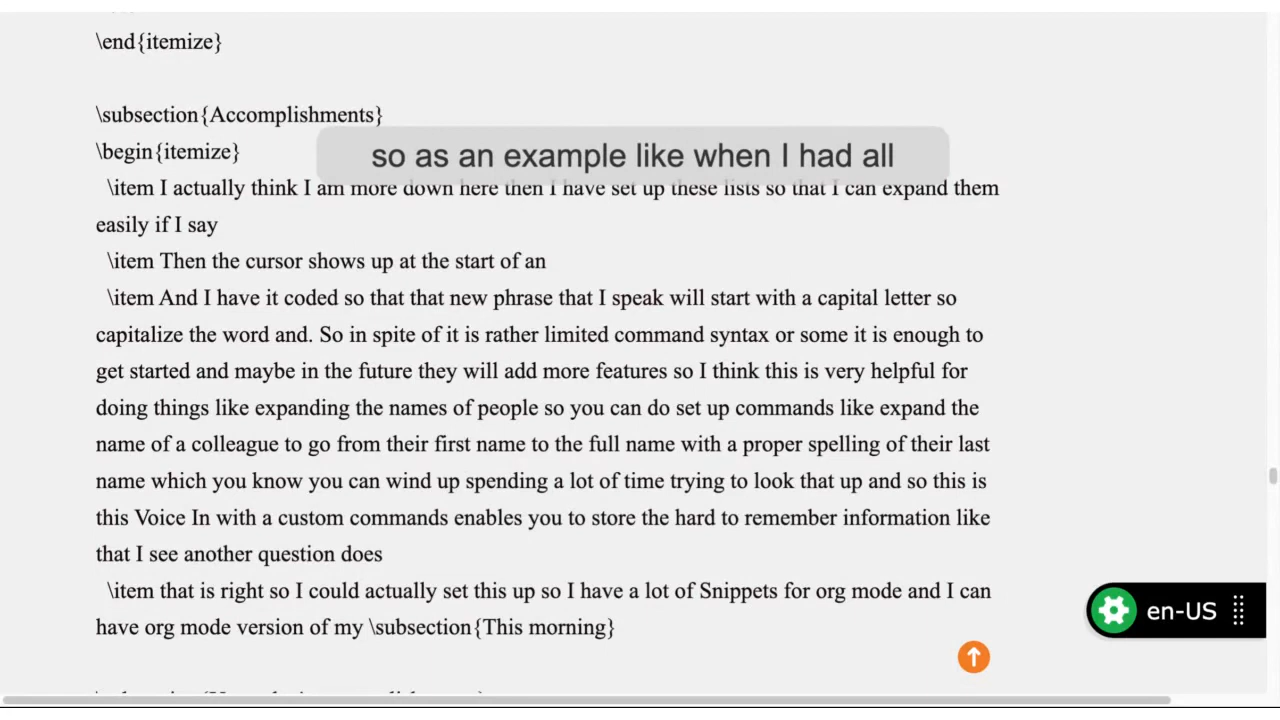 \end{itemize}
\subsection{Accomplishments}
\begin{itemize}
so as an example like when I had all
\item I actually think I am more down here then I have set up these lists so that I can expand them
easily if I say
\item Then the cursor shows up at the start of an
\item And I have it coded so that that new phrase that I speak will start with a capital letter so
capitalize the word and. So in spite of it is rather limited command syntax or some it is enough to
get started and maybe in the future they will add more features so I think this is very helpful for
doing things like expanding the names of people so you can do set up commands like expand the
name of a colleague to go from their first name to the full name with a proper spelling of their last
name which you know you can wind up spending a lot of time trying to look that up and so this is
this Voice In with a custom commands enables you to store the hard to remember information like
that I see another question does
\item that is right so I could actually set this up so I have a lot of Snippets for org mode and I can
have org mode version of my \subsection{This morning}
en-US